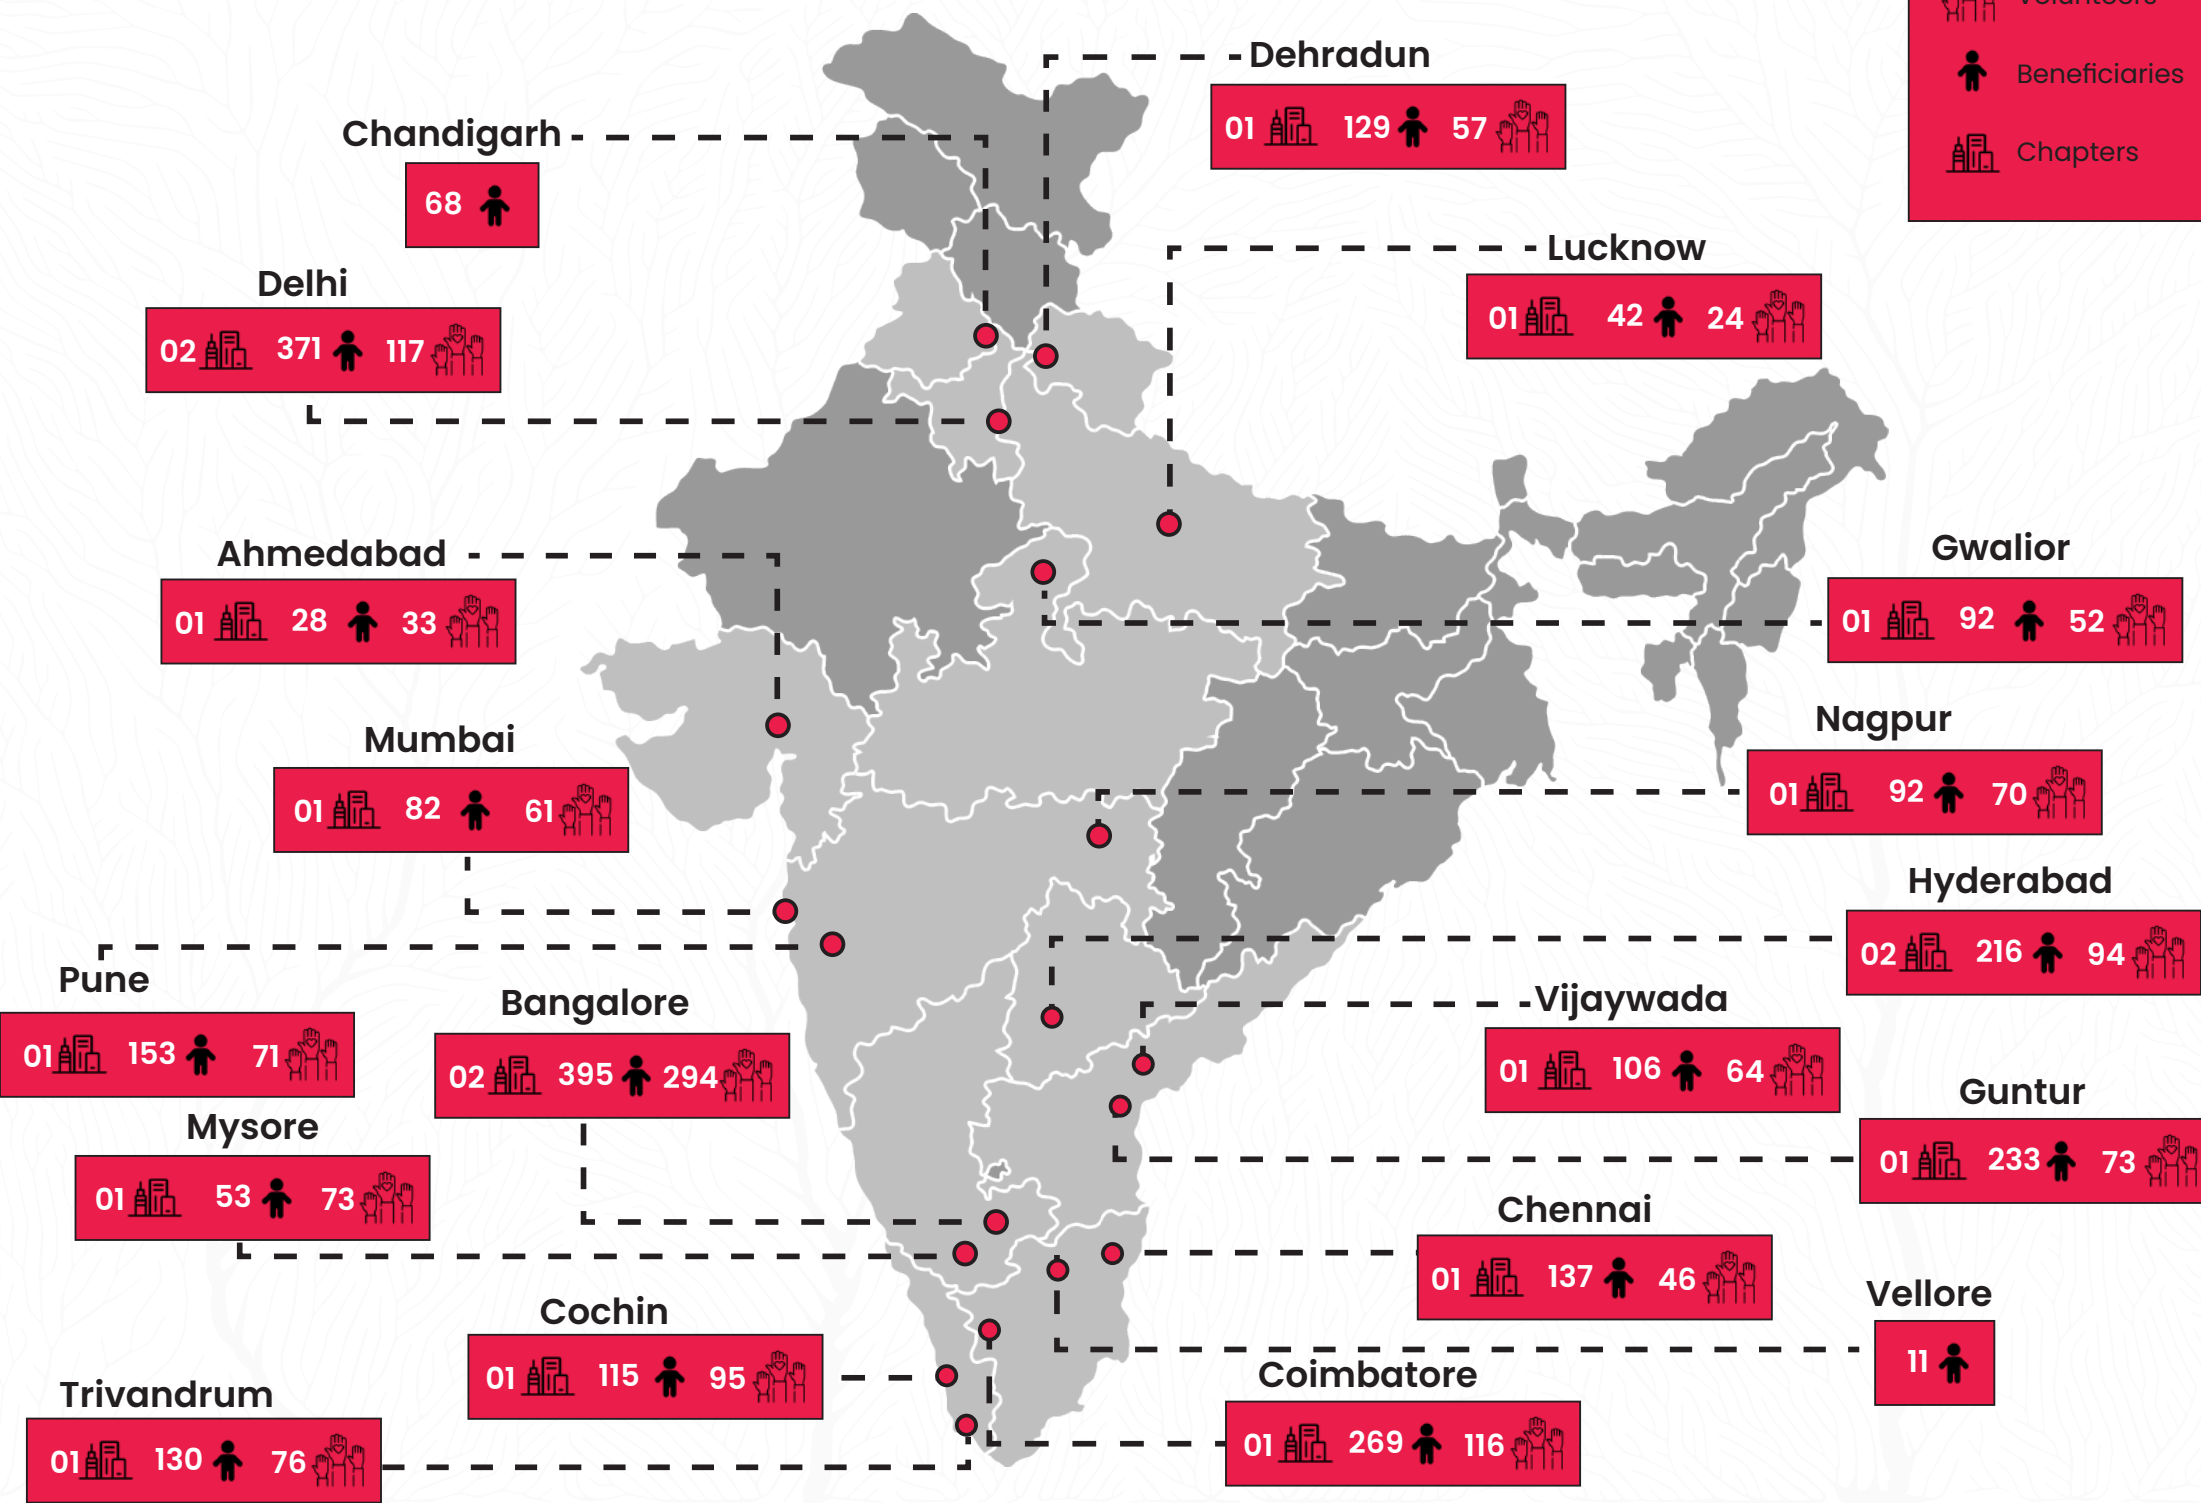 Volunteers
Beneficiaries
Chapters
Dehradun
01 129 57
Chandigarh
68
Lucknow
01 42 24
Delhi
02 371 117
Ahmedabad
01 28 33
Gwalior
01 92 52
Nagpur
01 92 70
Mumbai
01 82 61
Hyderabad
02 216 94
Pune
01 153 71
Bangalore
02 395 294
Vijaywada
01 106 64
Guntur
01 233 73
Mysore
01 53 73
Chennai
01 137 46
Vellore
11
Cochin
01 115 95
Coimbatore
01 269 116
Trivandrum
01 130 76